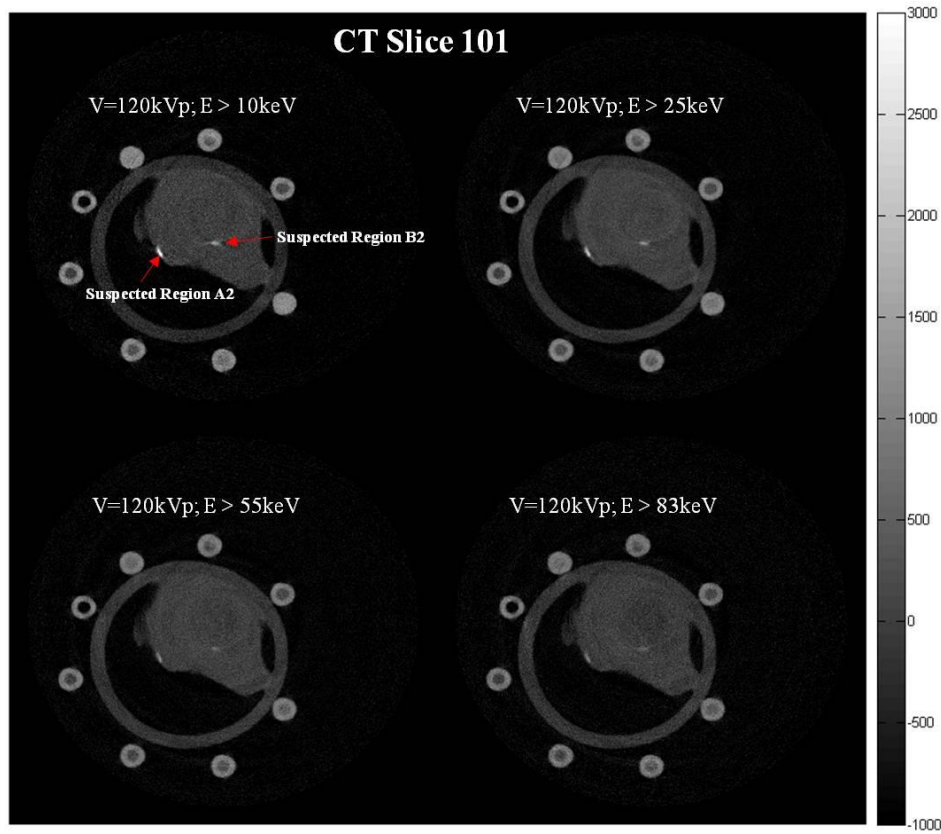 CT Slice 101
V=120kVp; E > 10keV
V=120kVp; E > 25keV
Suspected Region B2
Suspected Region A2
V=120kVp; E > 55keV
V=120kVp; E > 83keV
3000
2500
2000
1500
1000
500
0
-500
-1000